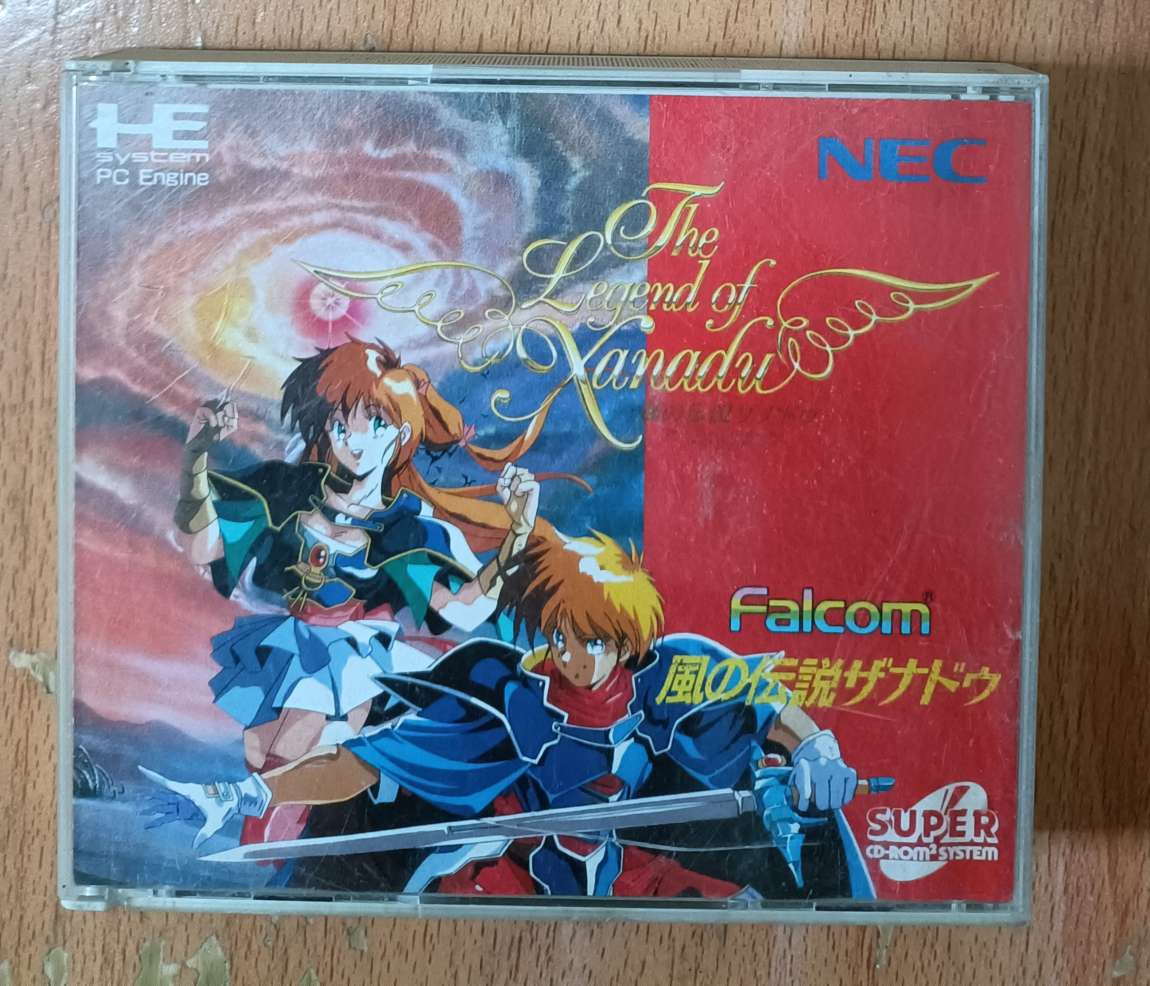 HE
system
PC Engine
NEC
The
Legend of
Xanadu
Falcom®
風の伝説ザナドゥ
SUPER
CD-ROM² SYSTEM